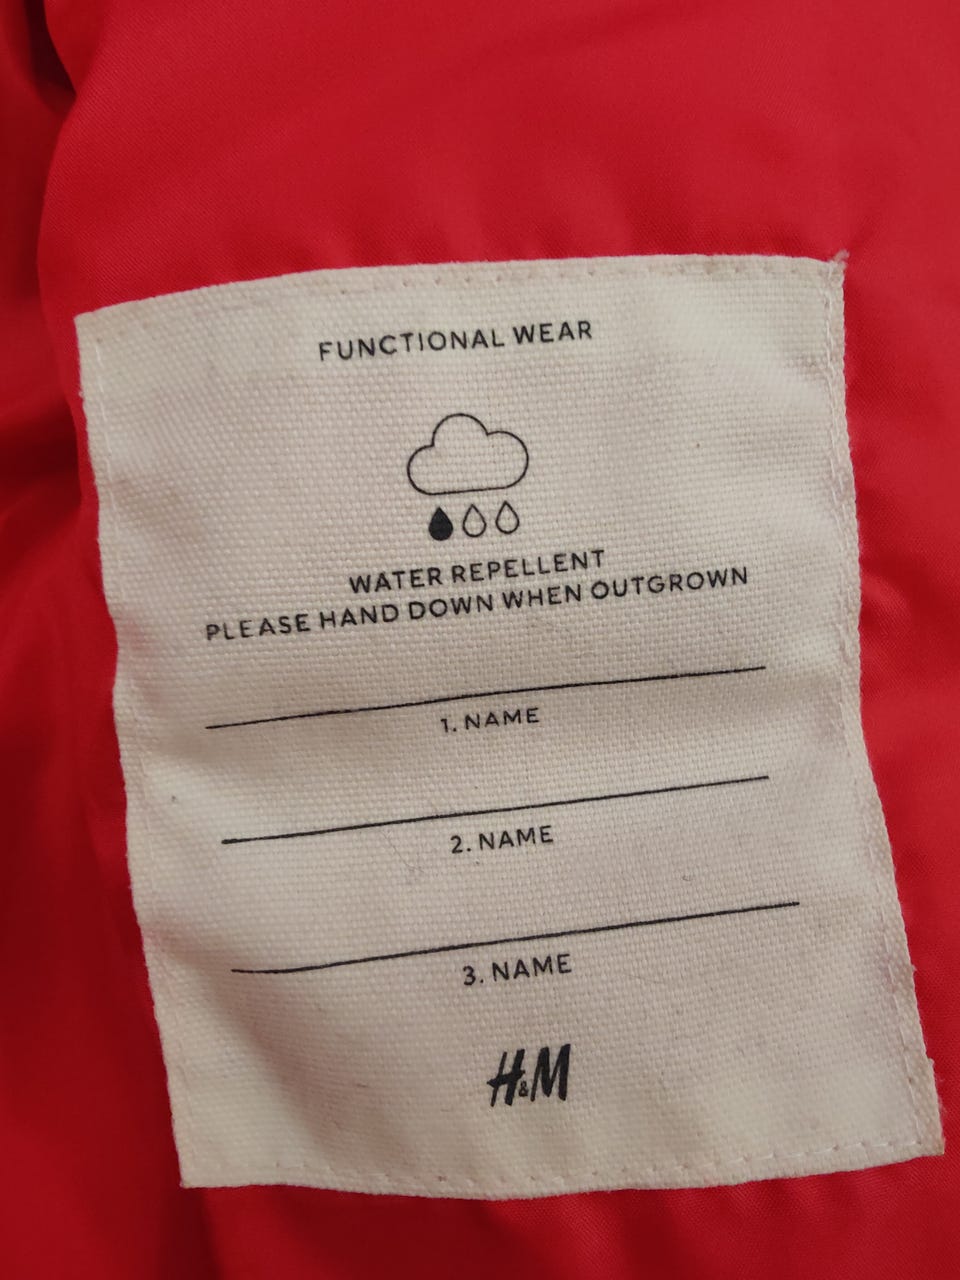 FUNCTIONAL WEAR
WATER REPELLENT
PLEASE HAND DOWN WHEN OUTGROWN
1. NAME
2. NAME
3. NAME
H&M